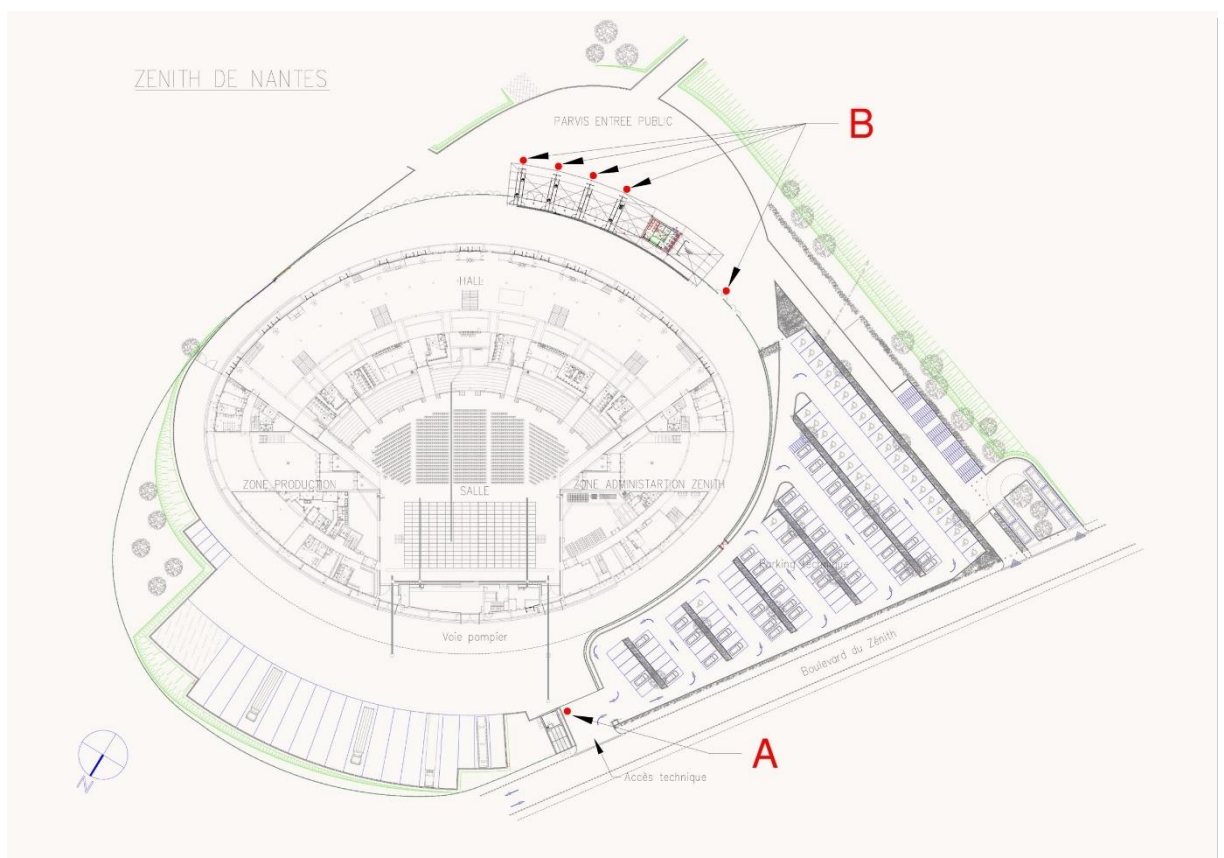 ZENITH DE NANTES
PARVIS ENTREE PUBLIC
B
HALL
ZONE PRODUCTION
SALLE
ZONE ADMINISTARTION ZENITH
Parking technique
Voie pompier
Boulevard du Zénith
A
Accès technique
N